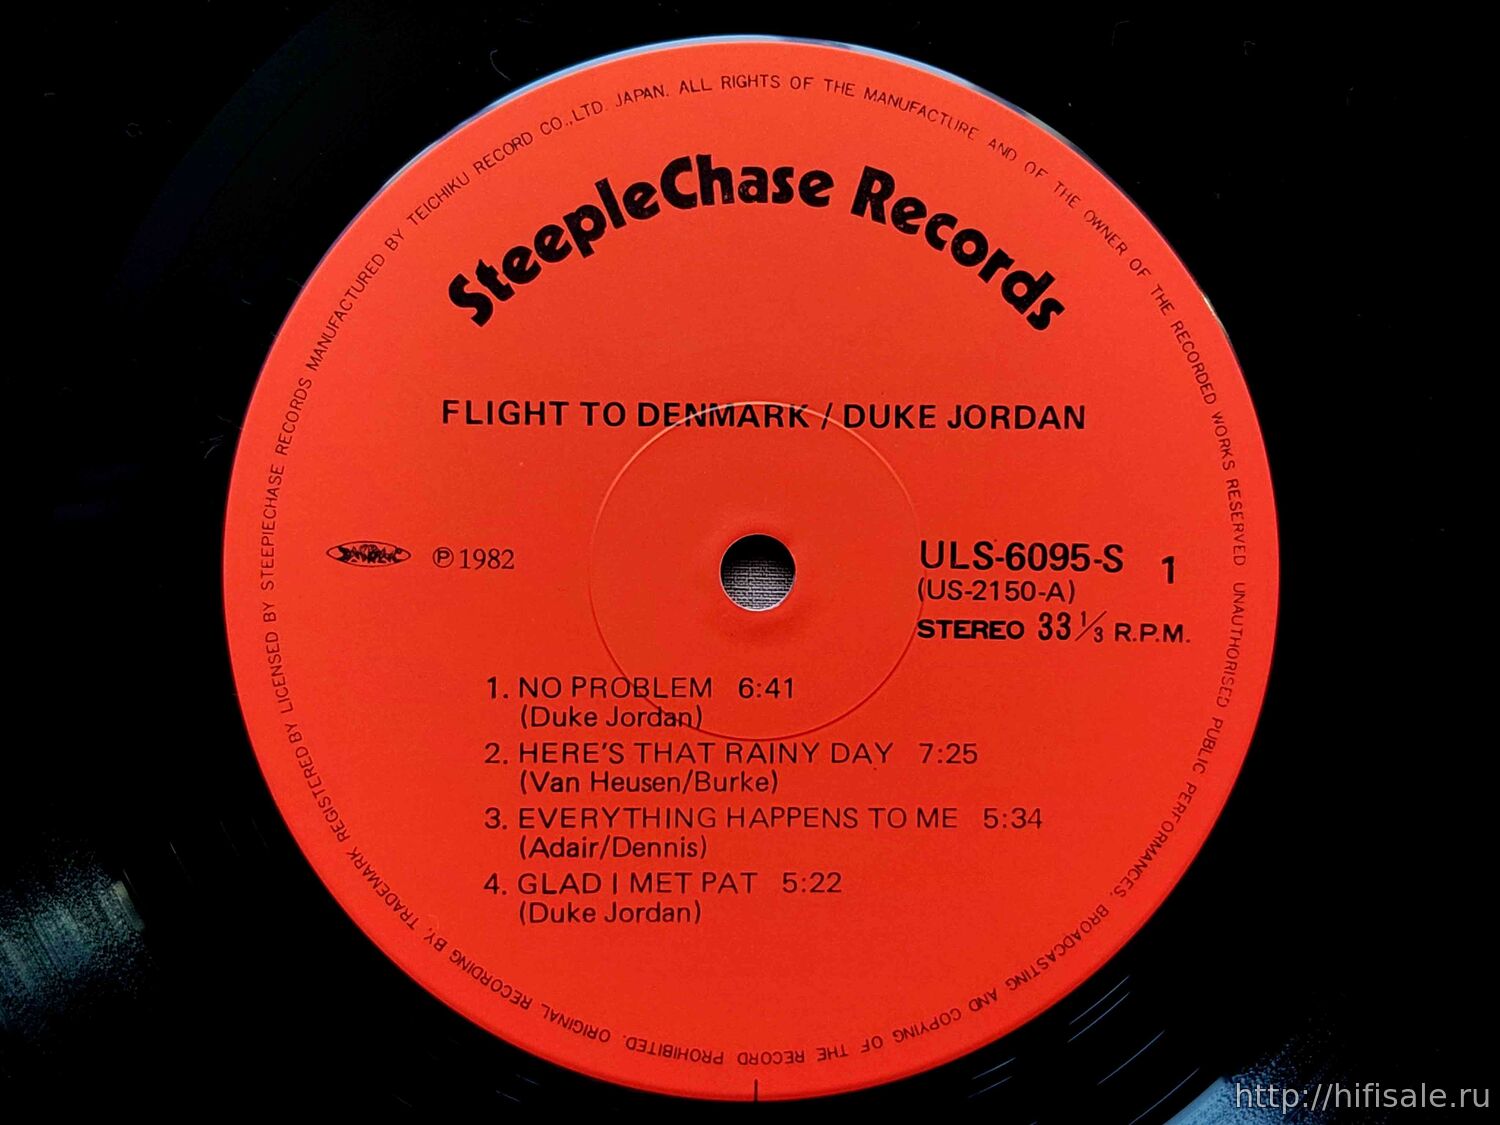 SteepleChase Records
FLIGHT TO DENMARK / DUKE JORDAN
℗ 1982
ULS-6095-S 1
(US-2150-A)
STEREO 33 1/3 R.P.M.
1. NO PROBLEM 6:41
(Duke Jordan)
2. HERE'S THAT RAINY DAY 7:25
(Van Heusen/Burke)
3. EVERYTHING HAPPENS TO ME 5:34
(Adair/Dennis)
4. GLAD I MET PAT 5:22
(Duke Jordan)
ORIGINAL RECORDING BY, TRADEMARK REGISTERED BY LICENSED BY STEEPIECHASE RECORDS MANUFACTURED BY TEICHIKU RECORD CO.,LTD. JAPAN. ALL RIGHTS OF THE MANUFACTURE AND OF THE OWNER OF THE RECORDED WORKS RESERVED UNAUTHORISED PUBLIC PERFORMANCES. BROADCASTING AND COPYING OF THE RECORD PROHIBITED.
http://hifisale.ru